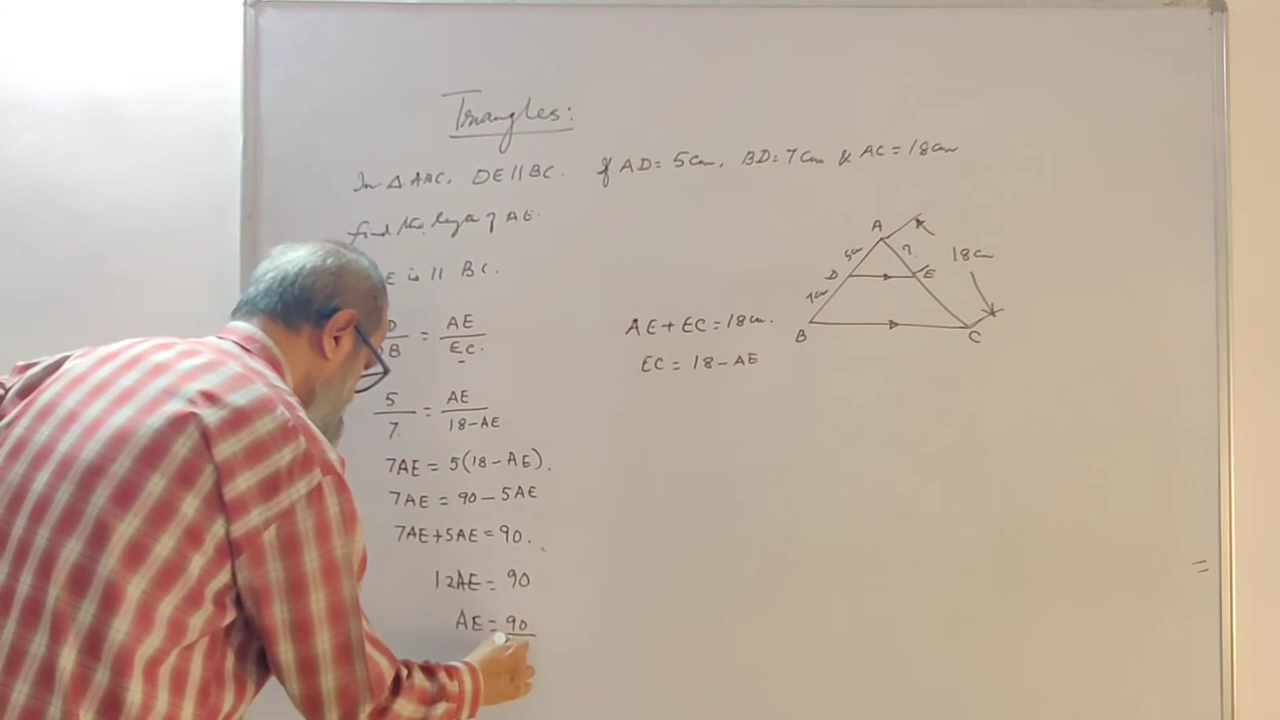 Triangles:
In △ ABC, DE || BC. If AD = 5cm, BD = 7cm & AC = 18cm
find the length of AE.
E is || BC.
D/B = AE/EC.
5/7 = AE/18-AE
7AE = 5(18-AE).
7AE = 90-5AE
7AE+5AE=90.
12AE = 90
AE = 90
AE+EC=18cm.
EC = 18-AE
A
5cm
?
18cm
D
E
7cm
B
C
=